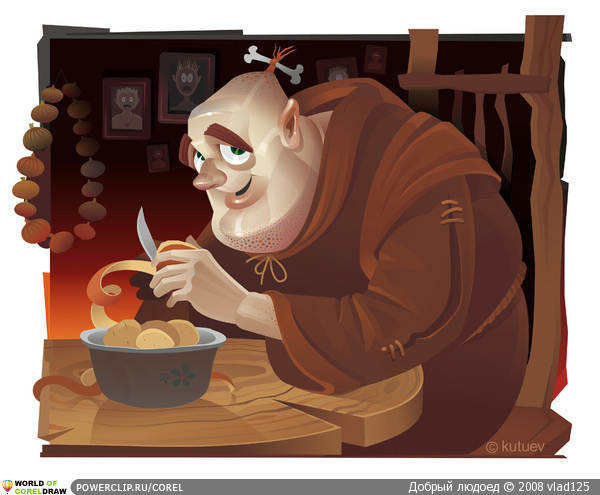 © kutuev
WORLD OF
CORELDRAW
POWERCLIP.RU/COREL
Добрый людоед © 2008 vlad125